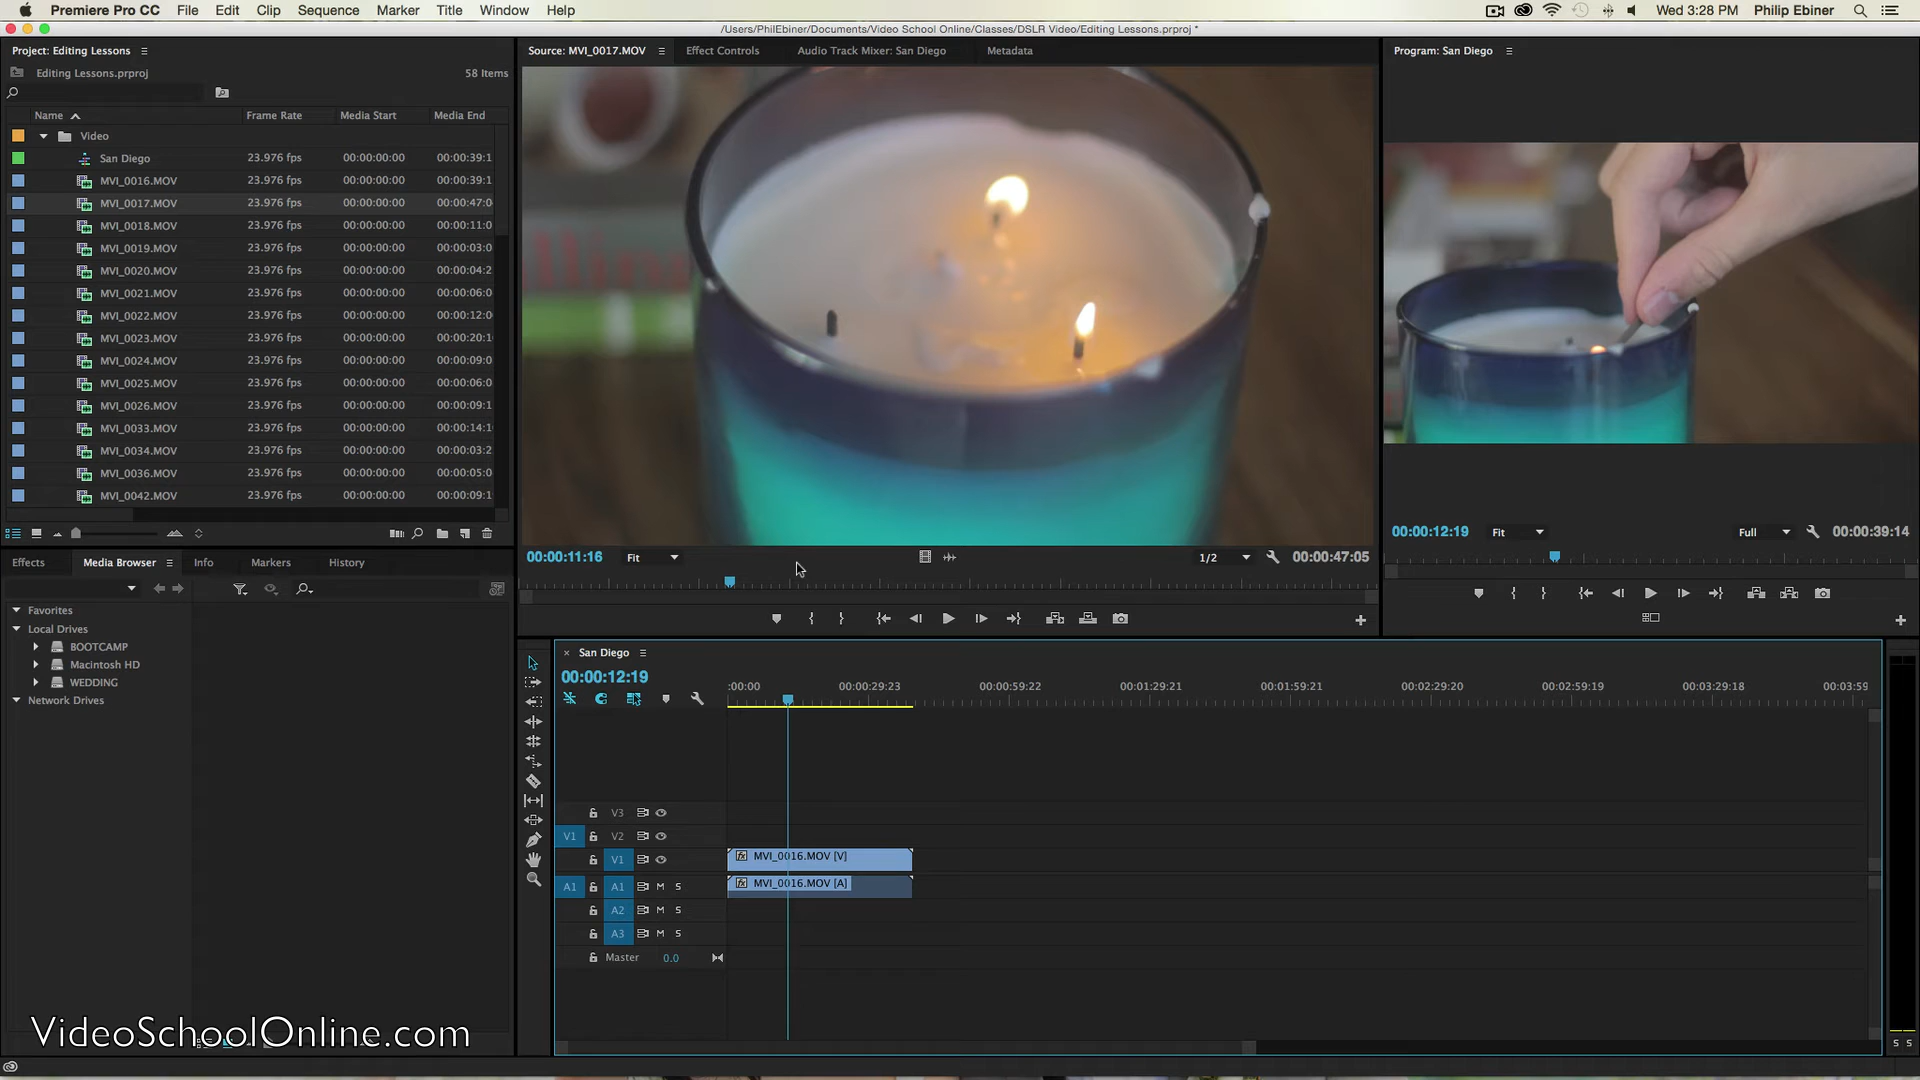 Premiere Pro CC File Edit Clip Sequence Marker Title Window Help Wed 3:28 PM Philip Ebiner
/Users/PhilEbiner/Documents/Video School Online/Classes/DSLR Video/Editing Lessons.prproj *
Project: Editing Lessons
Editing Lessons.prproj 58 Items
Name Frame Rate Media Start Media End
Video
San Diego 23.976 fps 00:00:00:00 00:00:39:1
MVI_0016.MOV 23.976 fps 00:00:00:00 00:00:39:1
MVI_0017.MOV 23.976 fps 00:00:00:00 00:00:47:0
MVI_0018.MOV 23.976 fps 00:00:00:00 00:00:11:0
MVI_0019.MOV 23.976 fps 00:00:00:00 00:00:03:0
MVI_0020.MOV 23.976 fps 00:00:00:00 00:00:04:2
MVI_0021.MOV 23.976 fps 00:00:00:00 00:00:06:0
MVI_0022.MOV 23.976 fps 00:00:00:00 00:00:12:0
MVI_0023.MOV 23.976 fps 00:00:00:00 00:00:20:1
MVI_0024.MOV 23.976 fps 00:00:00:00 00:00:09:0
MVI_0025.MOV 23.976 fps 00:00:00:00 00:00:06:0
MVI_0026.MOV 23.976 fps 00:00:00:00 00:00:09:1
MVI_0033.MOV 23.976 fps 00:00:00:00 00:00:14:1
MVI_0034.MOV 23.976 fps 00:00:00:00 00:00:03:2
MVI_0036.MOV 23.976 fps 00:00:00:00 00:00:05:0
MVI_0042.MOV 23.976 fps 00:00:00:00 00:00:09:1
Source: MVI_0017.MOV Effect Controls Audio Track Mixer: San Diego Metadata
00:00:11:16 Fit 1/2 00:00:47:05
Program: San Diego
00:00:12:19 Fit Full 00:00:39:14
Effects Media Browser Info Markers History
Favorites
Local Drives
BOOTCAMP
Macintosh HD
WEDDING
Network Drives
San Diego
00:00:12:19
:00:00 00:00:29:23 00:00:59:22 00:01:29:21 00:01:59:21 00:02:29:20 00:02:59:19 00:03:29:18 00:03:59
V3
V1 V2
V1 MVI_0016.MOV [V]
A1 A1 M S MVI_0016.MOV [A]
A2 M S
A3 M S
Master 0.0
S S
VideoSchoolOnline.com